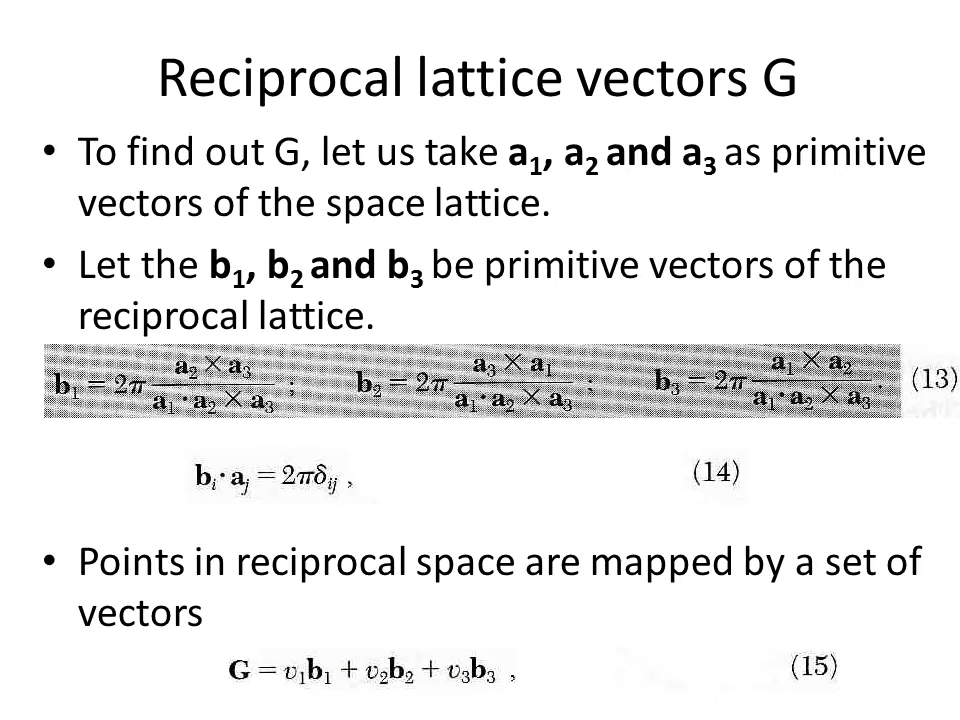 Reciprocal lattice vectors G
• To find out G, let us take a₁, a₂ and a₃ as primitive
vectors of the space lattice.
• Let the b₁, b₂ and b₃ be primitive vectors of the
reciprocal lattice.
b₁ = 2π (a₂ × a₃)/(a₁ · a₂ × a₃) ; b₂ = 2π (a₃ × a₁)/(a₁ · a₂ × a₃) ; b₃ = 2π (a₁ × a₂)/(a₁ · a₂ × a₃) . (13)
bᵢ · aⱼ = 2πδᵢⱼ , (14)
• Points in reciprocal space are mapped by a set of
vectors
G = v₁b₁ + v₂b₂ + v₃b₃ , (15)